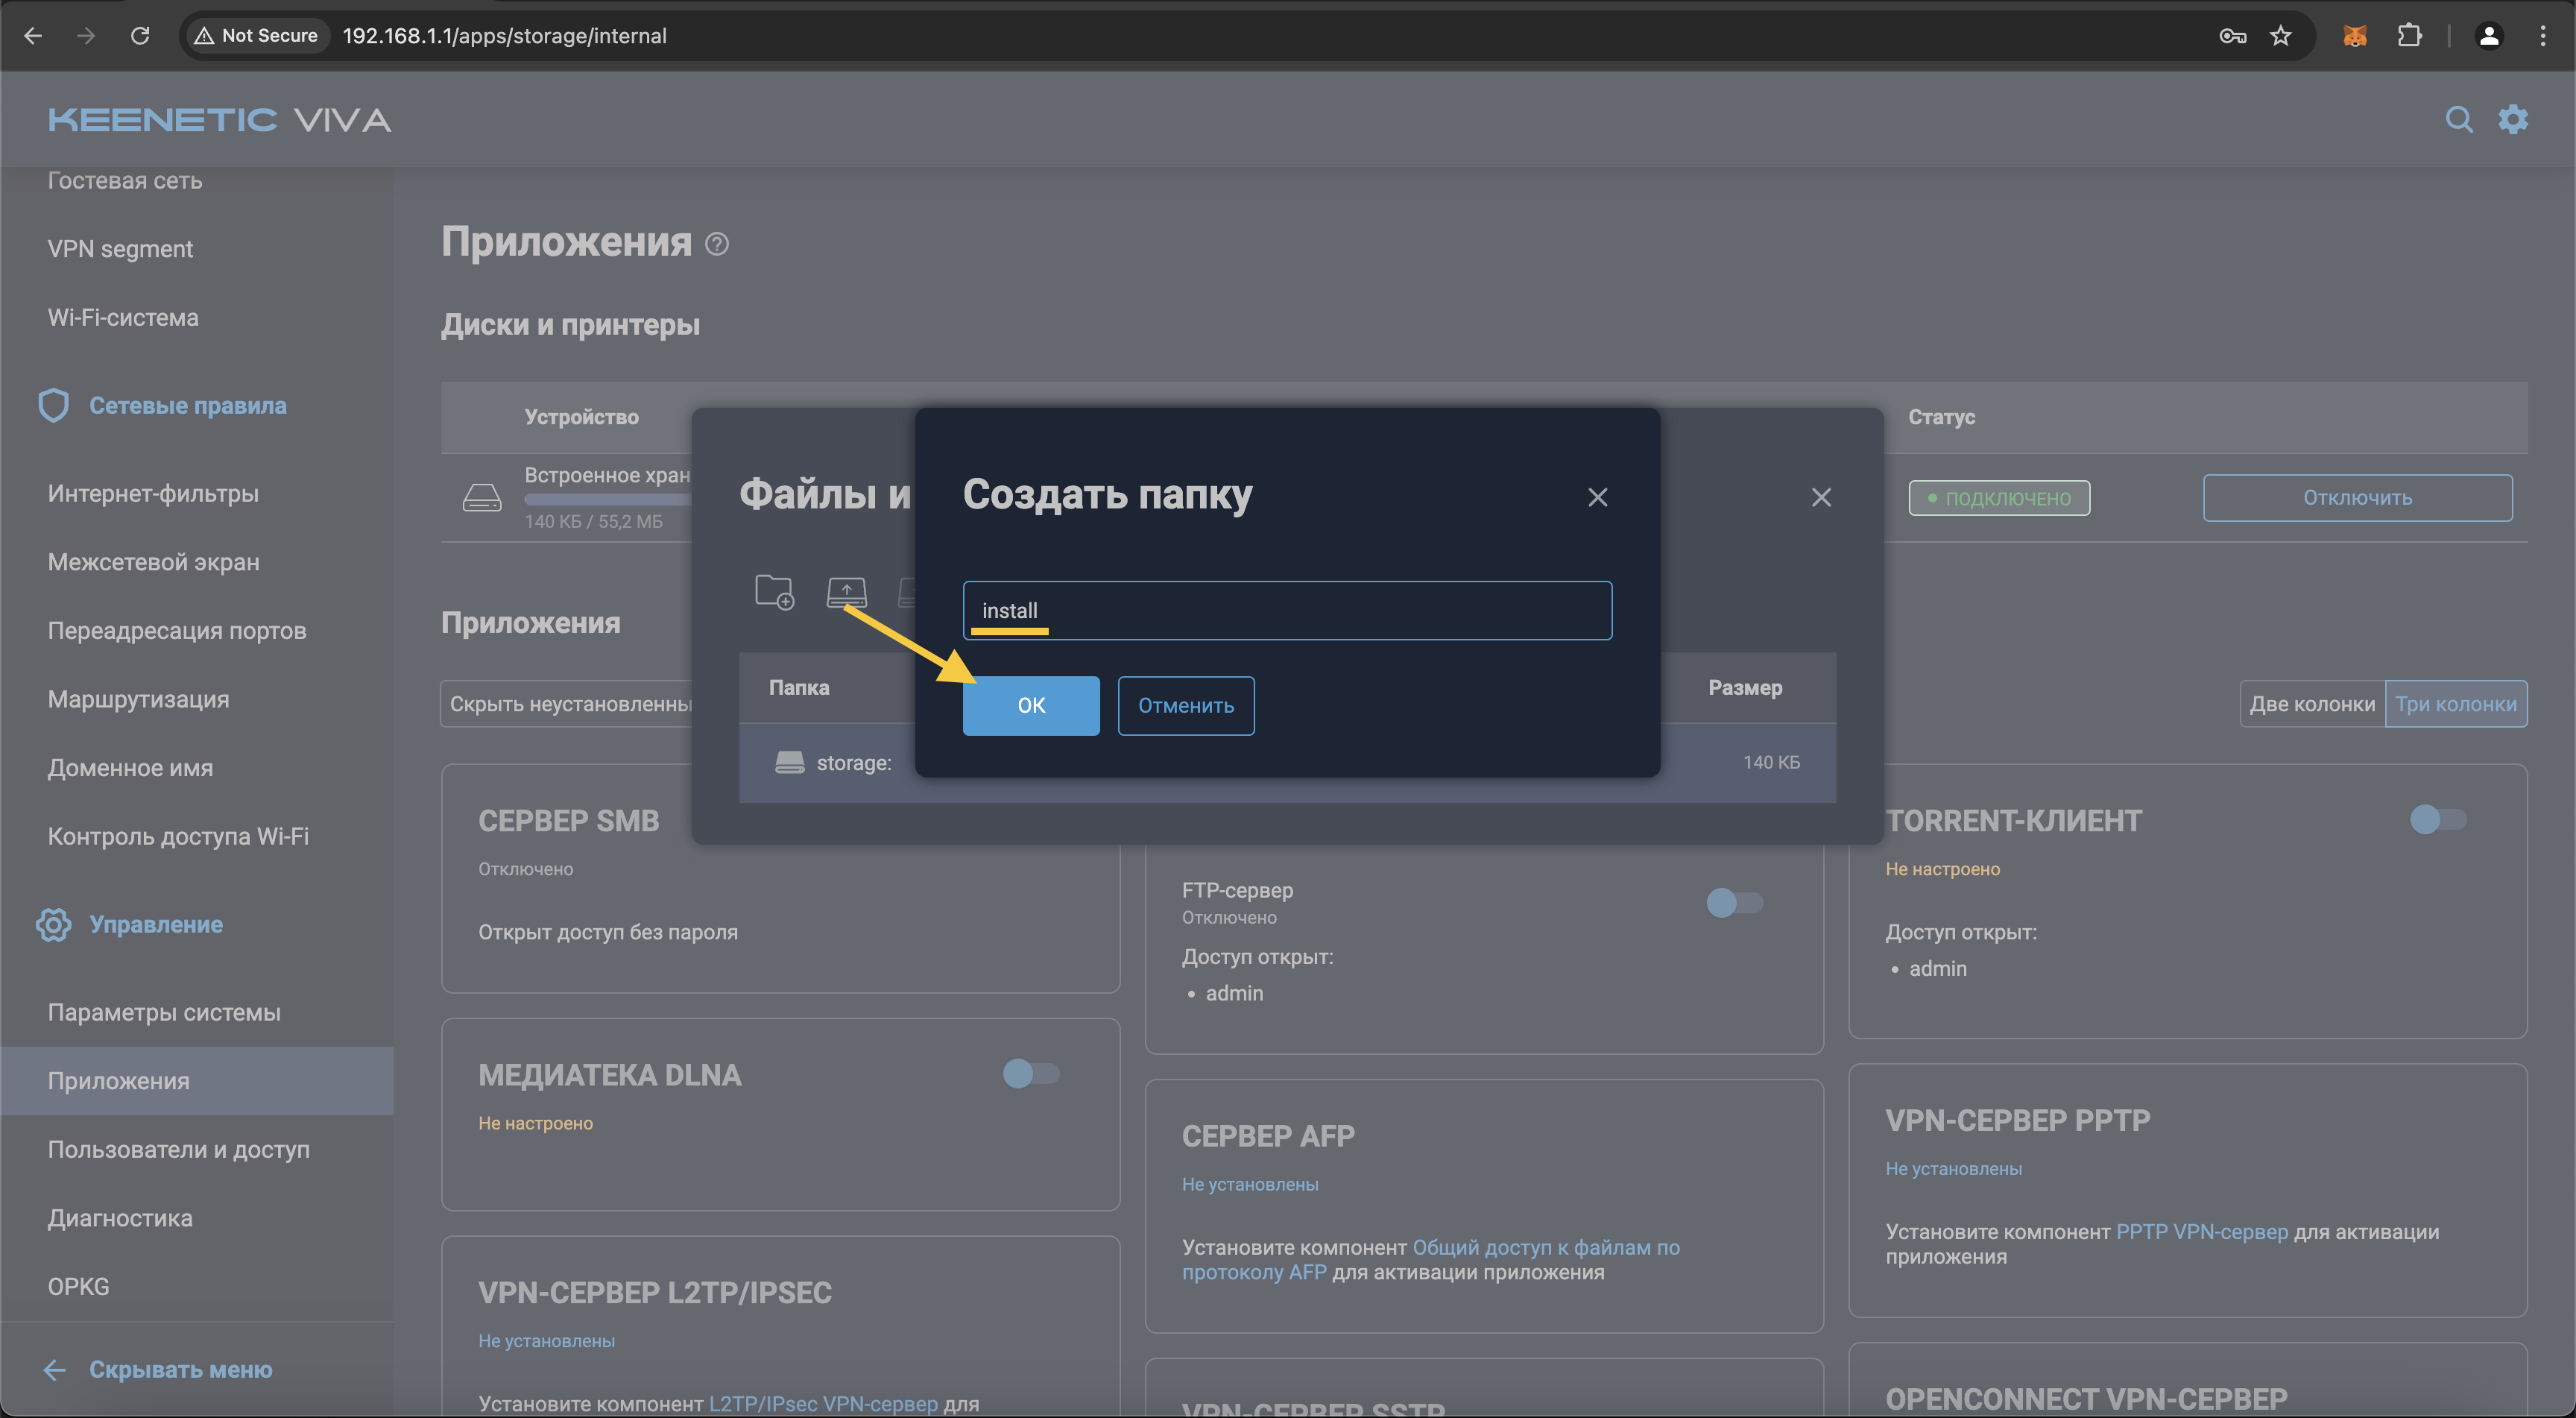 Not Secure 192.168.1.1/apps/storage/internal
KEENETIC VIVA
Гостевая сеть
VPN segment
Wi-Fi-система
Сетевые правила
Интернет-фильтры
Межсетевой экран
Переадресация портов
Маршрутизация
Доменное имя
Контроль доступа Wi-Fi
Управление
Параметры системы
Приложения
Пользователи и доступ
Диагностика
OPKG
Скрывать меню
Приложения
Диски и принтеры
Устройство
Статус
Встроенное хран
140 КБ / 55,2 МБ
ПОДКЛЮЧЕНО
Отключить
Приложения
Скрыть неустановленны
Две колонки
Три колонки
Файлы и
Папка
Размер
storage:
140 КБ
Создать папку
install
ОК
Отменить
СЕРВЕР SMB
Отключено
Открыт доступ без пароля
МЕДИАТЕКА DLNA
Не настроено
VPN-СЕРВЕР L2TP/IPSEC
Не установлены
Установите компонент L2TP/IPsec VPN-сервер для
FTP-сервер
Отключено
Доступ открыт:
• admin
СЕРВЕР AFP
Не установлены
Установите компонент Общий доступ к файлам по
протоколу AFP для активации приложения
VPN-СЕРВЕР SSTP
TORRENT-КЛИЕНТ
Не настроено
Доступ открыт:
• admin
VPN-СЕРВЕР PPTP
Не установлены
Установите компонент PPTP VPN-сервер для активации
приложения
OPENCONNECT VPN-СЕРВЕР